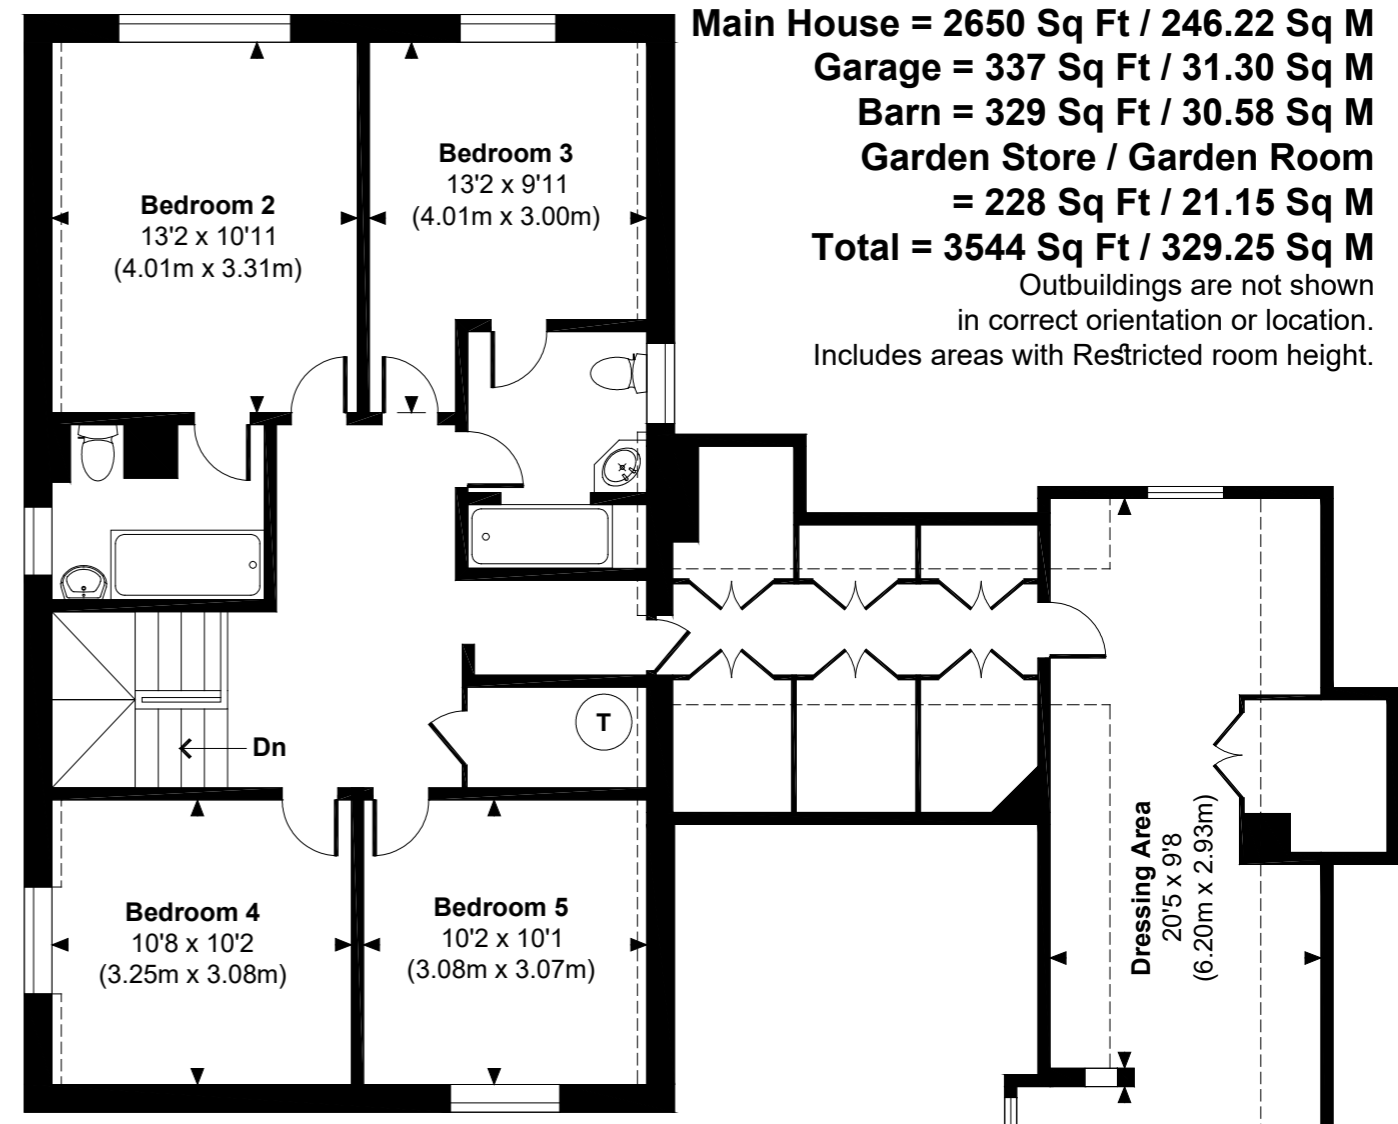 Main House = 2650 Sq Ft / 246.22 Sq M
Garage = 337 Sq Ft / 31.30 Sq M
Barn = 329 Sq Ft / 30.58 Sq M
Garden Store / Garden Room
= 228 Sq Ft / 21.15 Sq M
Total = 3544 Sq Ft / 329.25 Sq M
Outbuildings are not shown
in correct orientation or location.
Includes areas with Restricted room height.
Bedroom 2
13'2 x 10'11
(4.01m x 3.31m)
Bedroom 3
13'2 x 9'11
(4.01m x 3.00m)
T
Dn
Bedroom 4
10'8 x 10'2
(3.25m x 3.08m)
Bedroom 5
10'2 x 10'1
(3.08m x 3.07m)
Dressing Area
20'5 x 9'8
(6.20m x 2.93m)